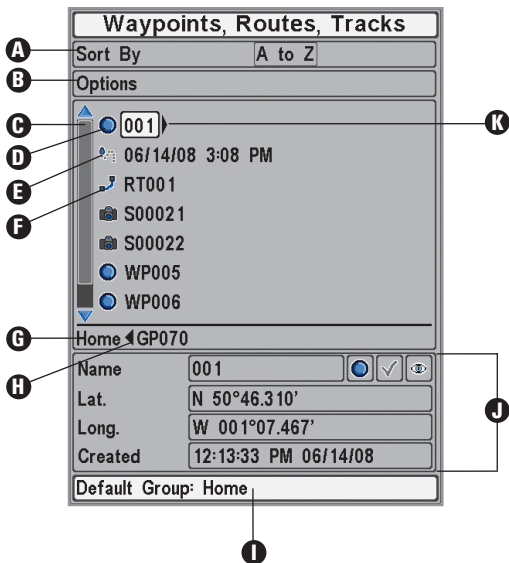 Waypoints, Routes, Tracks
A Sort By A to Z
B Options
C
D 001 K
E 06/14/08 3:08 PM
F RT001
S00021
S00022
WP005
WP006
G Home GP070
H
Name 001
Lat. N 50°46.310' J
Long. W 001°07.467'
Created 12:13:33 PM 06/14/08
Default Group: Home
I